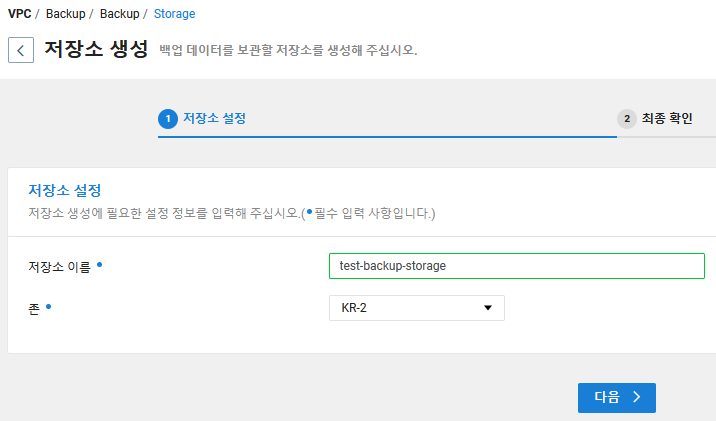 VPC / Backup / Backup / Storage
저장소 생성 백업 데이터를 보관할 저장소를 생성해 주십시오.
1 저장소 설정 2 최종 확인
저장소 설정
저장소 생성에 필요한 설정 정보를 입력해 주십시오.(•필수 입력 사항입니다.)
저장소 이름 • test-backup-storage
존 • KR-2
다음